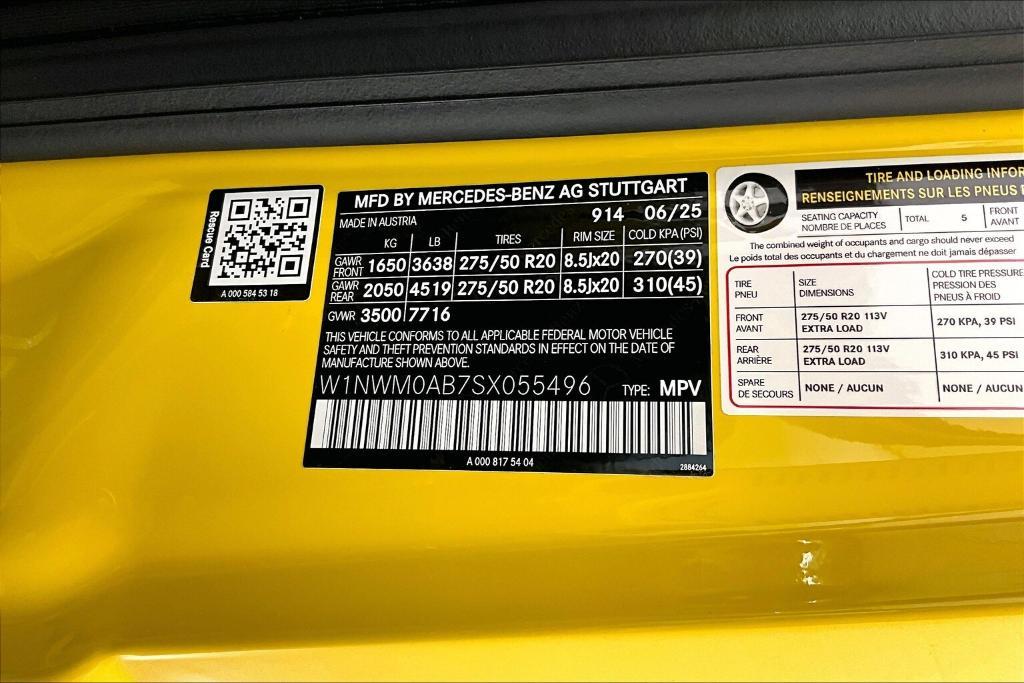 Rescue Card
A 000 584 53 18
MFD BY MERCEDES-BENZ AG STUTTGART
MADE IN AUSTRIA 914 06/25
KG LB TIRES RIM SIZE COLD KPA (PSI)
GAWR FRONT 1650 3638 275/50 R20 8.5Jx20 270(39)
GAWR REAR 2050 4519 275/50 R20 8.5Jx20 310(45)
GVWR 3500 7716
THIS VEHICLE CONFORMS TO ALL APPLICABLE FEDERAL MOTOR VEHICLE
SAFETY AND THEFT PREVENTION STANDARDS IN EFFECT ON THE DATE OF
MANUFACTURE SHOWN ABOVE.
W1NWM0AB7SX055496 TYPE: MPV
A 000 817 54 04
2884264
TIRE AND LOADING
RENSEIGNEMENTS SUR LES PNEUS
SEATING CAPACITY
NOMBRE DE PLACES
TOTAL 5
FRONT
AVANT
The combined weight of occupants and cargo should never exceed
Le poids total des occupants et du chargement ne doit jamais dépasser
TIRE
PNEU
SIZE
DIMENSIONS
COLD TIRE PRESSURE
PRESSION DES
PNEUS À FROID
FRONT
AVANT
275/50 R20 113V
EXTRA LOAD
270 KPA, 39 PSI
REAR
ARRIÈRE
275/50 R20 113V
EXTRA LOAD
310 KPA, 45 PSI
SPARE
DE SECOURS
NONE / AUCUN
NONE / AUCUN